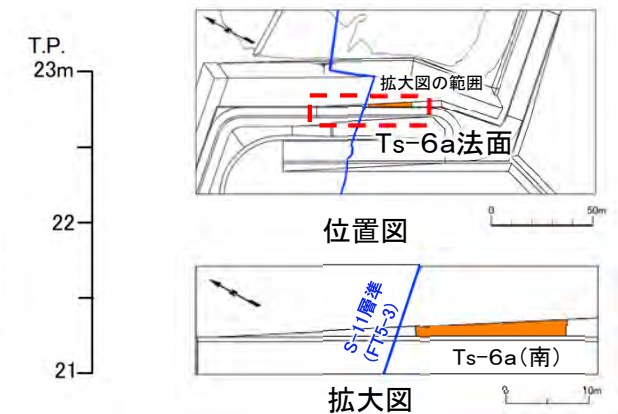 T.P.
23m
22
21
拡大図の範囲
Ts-6a法面
位置図
0 50m
S-11層準
(FT5-3)
Ts-6a(南)
拡大図
0 10m